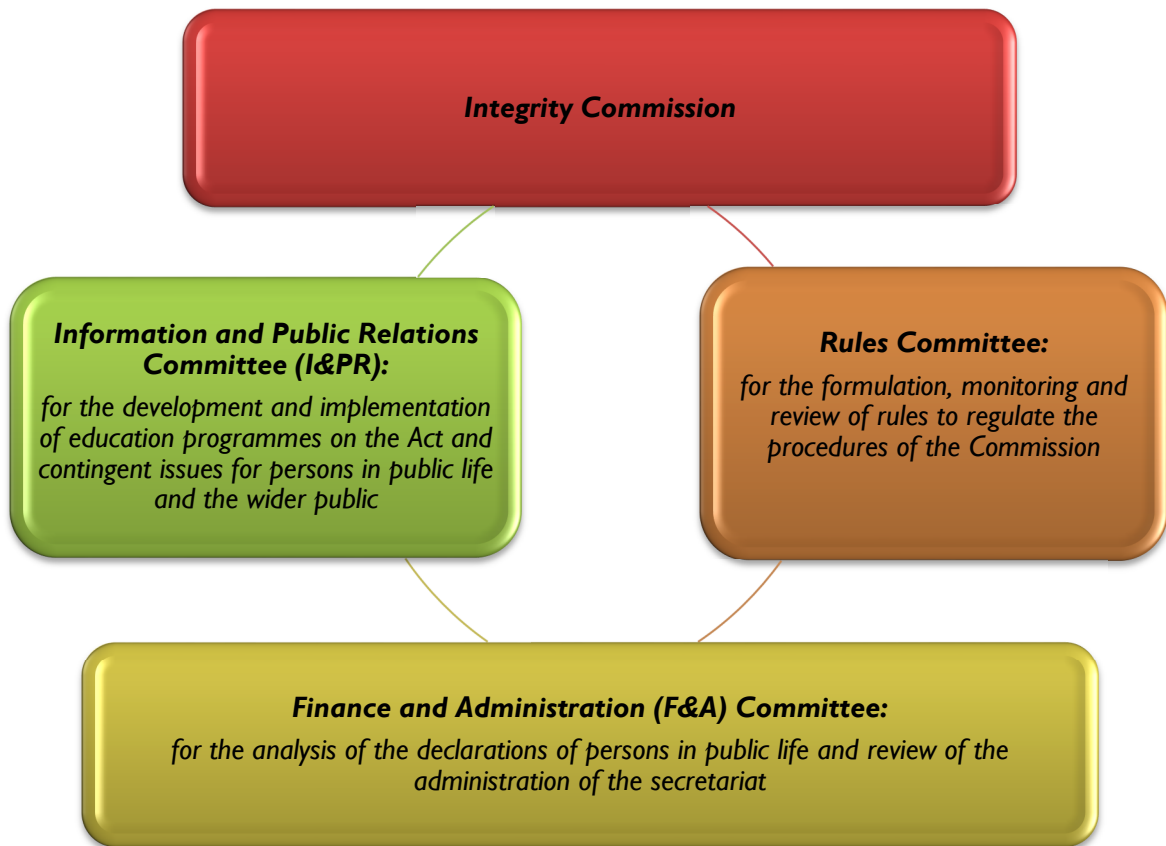 Integrity Commission
Information and Public Relations
Committee (I&PR):
for the development and implementation
of education programmes on the Act and
contingent issues for persons in public life
and the wider public
Rules Committee:
for the formulation, monitoring and
review of rules to regulate the
procedures of the Commission
Finance and Administration (F&A) Committee:
for the analysis of the declarations of persons in public life and review of the
administration of the secretariat